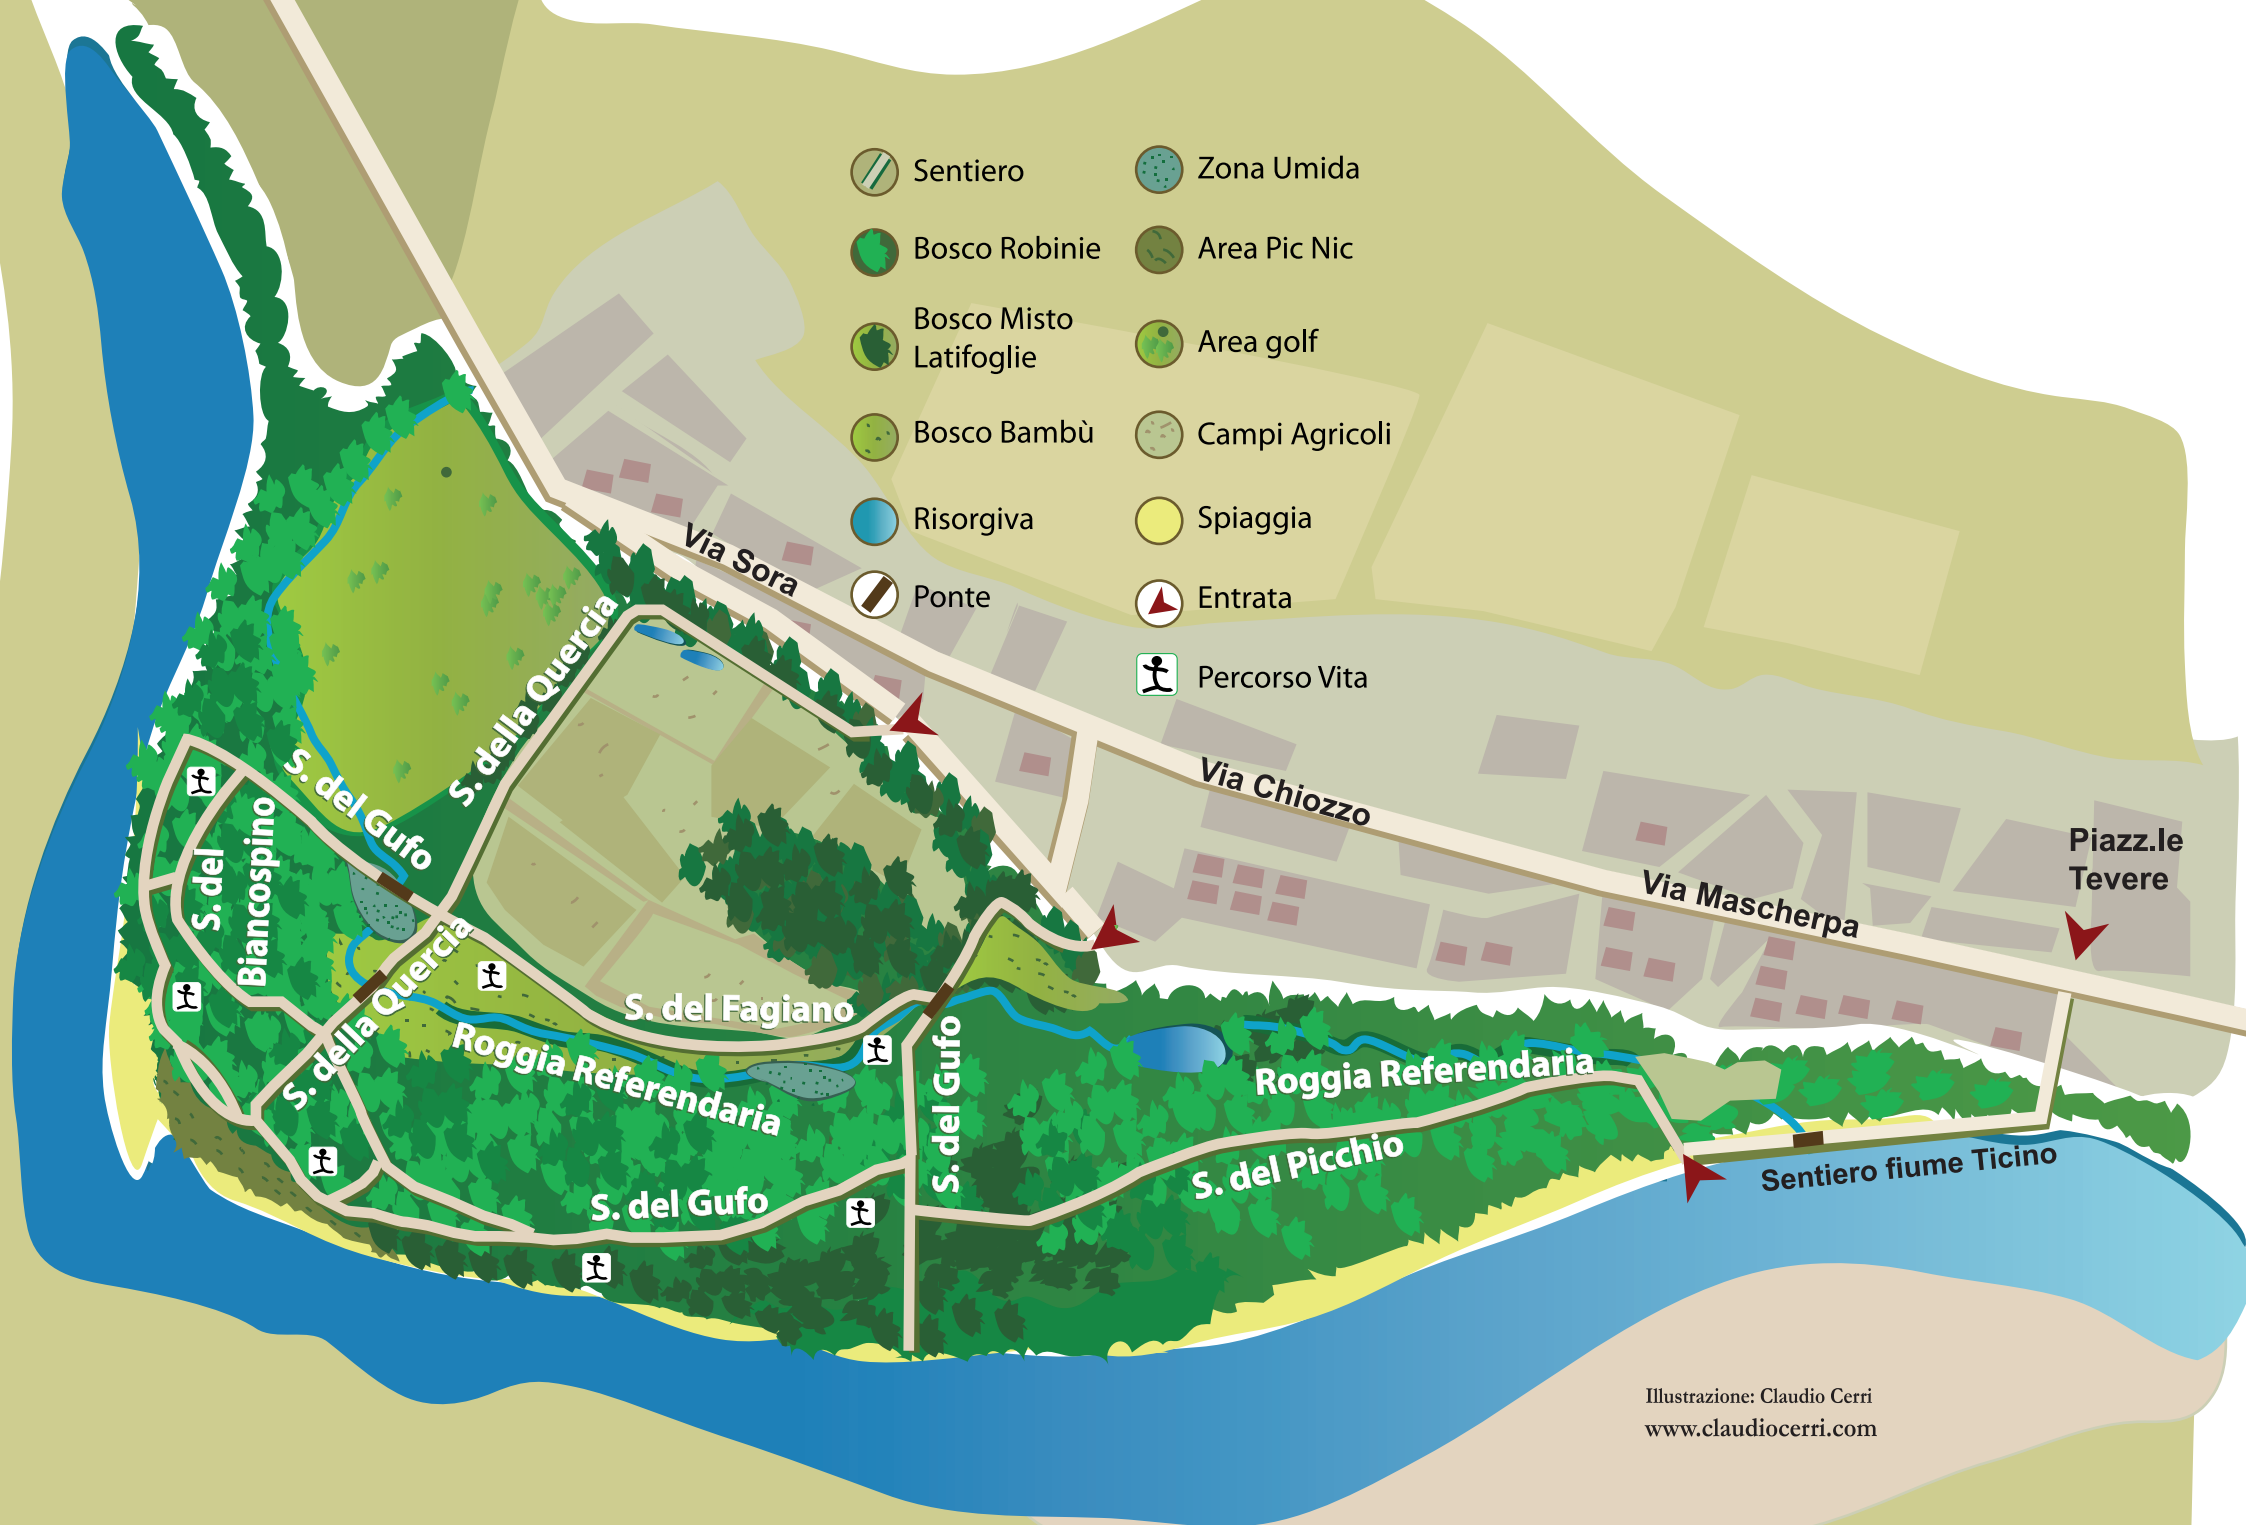 Sentiero
Zona Umida
Bosco Robinie
Area Pic Nic
Bosco Misto
Latifoglie
Area golf
Bosco Bambù
Campi Agricoli
Risorgiva
Spiaggia
Ponte
Entrata
Percorso Vita
Via Sora
Via Chiozzo
Via Mascherpa
Piazz.le
Tevere
S. della Quercia
S. del Gufo
S. del
Biancospino
S. della Quercia
S. del Fagiano
Roggia Referendaria
S. del Gufo
Roggia Referendaria
S. del Picchio
S. del Gufo
Sentiero fiume Ticino
Illustrazione: Claudio Cerri
www.claudiocerri.com